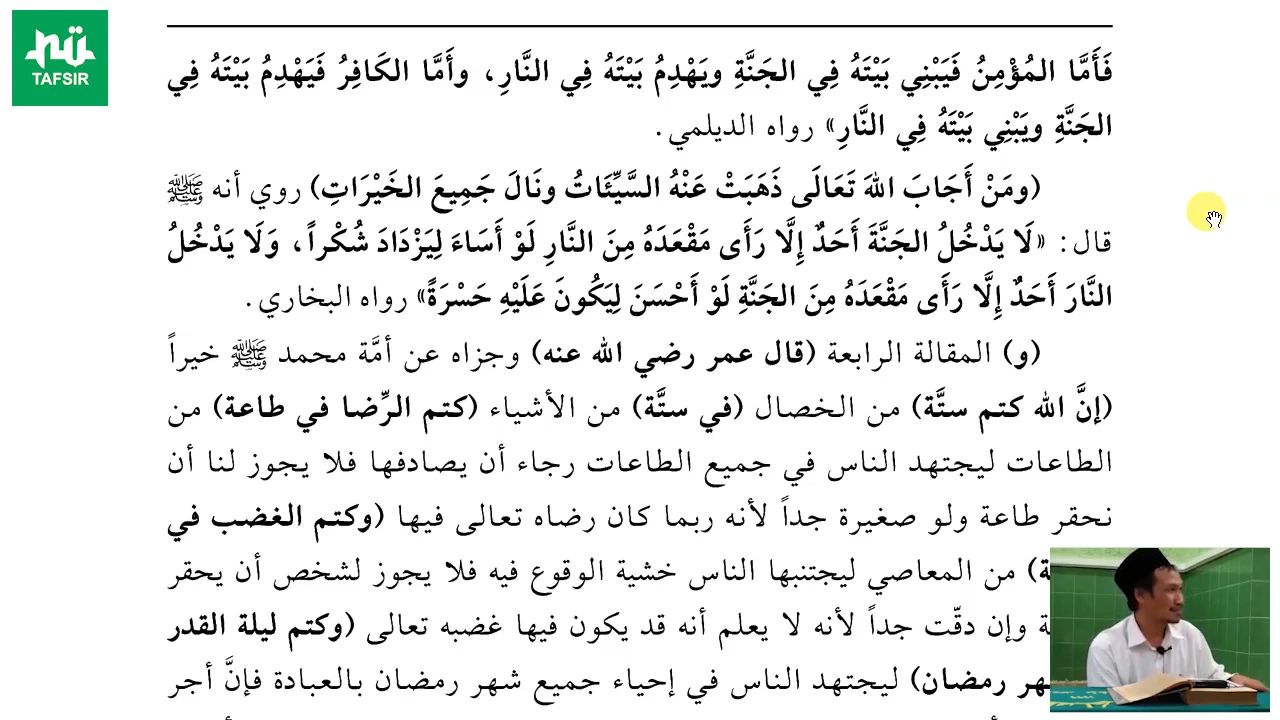 nü
TAFSIR
فَأَمَّا المُؤْمِنُ فَيَبْنِي بَيْتَهُ فِي الجَنَّةِ ويَهْدِمُ بَيْتَهُ فِي النَّارِ، وأَمَّا الكَافِرُ فَيَهْدِمُ بَيْتَهُ فِي
الجَنَّةِ ويَبْنِي بَيْتَهُ فِي النَّارِ» رواه الديلمي.
(ومَنْ أَجَابَ اللهَ تَعَالَى ذَهَبَتْ عَنْهُ السَّيِّئَاتُ ونَالَ جَمِيعَ الخَيْرَاتِ) روي أنه ﷺ
قال: «لَا يَدْخُلُ الجَنَّةَ أَحَدٌ إِلَّا رَأَى مَقْعَدَهُ مِنَ النَّارِ لَوْ أَسَاءَ لِيَزْدَادَ شُكْراً، وَلَا يَدْخُلُ
النَّارَ أَحَدٌ إِلَّا رَأَى مَقْعَدَهُ مِنَ الجَنَّةِ لَوْ أَحْسَنَ لِيَكُونَ عَلَيْهِ حَسْرَةً» رواه البخاري.
(و) المقالة الرابعة (قال عمر رضي الله عنه) وجزاه عن أمَّة محمد ﷺ خيراً
(إنَّ الله كتم ستَّة) من الخصال (في ستَّة) من الأشياء (كتم الرِّضا في طاعة) من
الطاعات ليجتهد الناس في جميع الطاعات رجاء أن يصادفها فلا يجوز لنا أن
نحقر طاعة ولو صغيرة جداً لأنه ربما كان رضاه تعالى فيها (وكتم الغضب في
ـة) من المعاصي ليجتنبها الناس خشية الوقوع فيه فلا يجوز لشخص أن يحقر
ـة وإن دقّت جداً لأنه لا يعلم أنه قد يكون فيها غضبه تعالى (وكتم ليلة القدر
ـهر رمضان) ليجتهد الناس في إحياء جميع شهر رمضان بالعبادة فإنَّ أجر